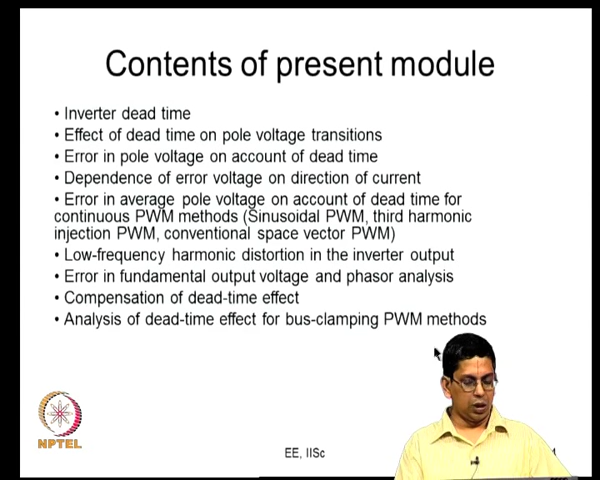 Contents of present module
• Inverter dead time
• Effect of dead time on pole voltage transitions
• Error in pole voltage on account of dead time
• Dependence of error voltage on direction of current
• Error in average pole voltage on account of dead time for
continuous PWM methods (Sinusoidal PWM, third harmonic
injection PWM, conventional space vector PWM)
• Low-frequency harmonic distortion in the inverter output
• Error in fundamental output voltage and phasor analysis
• Compensation of dead-time effect
• Analysis of dead-time effect for bus-clamping PWM methods
NPTEL
EE, IISc